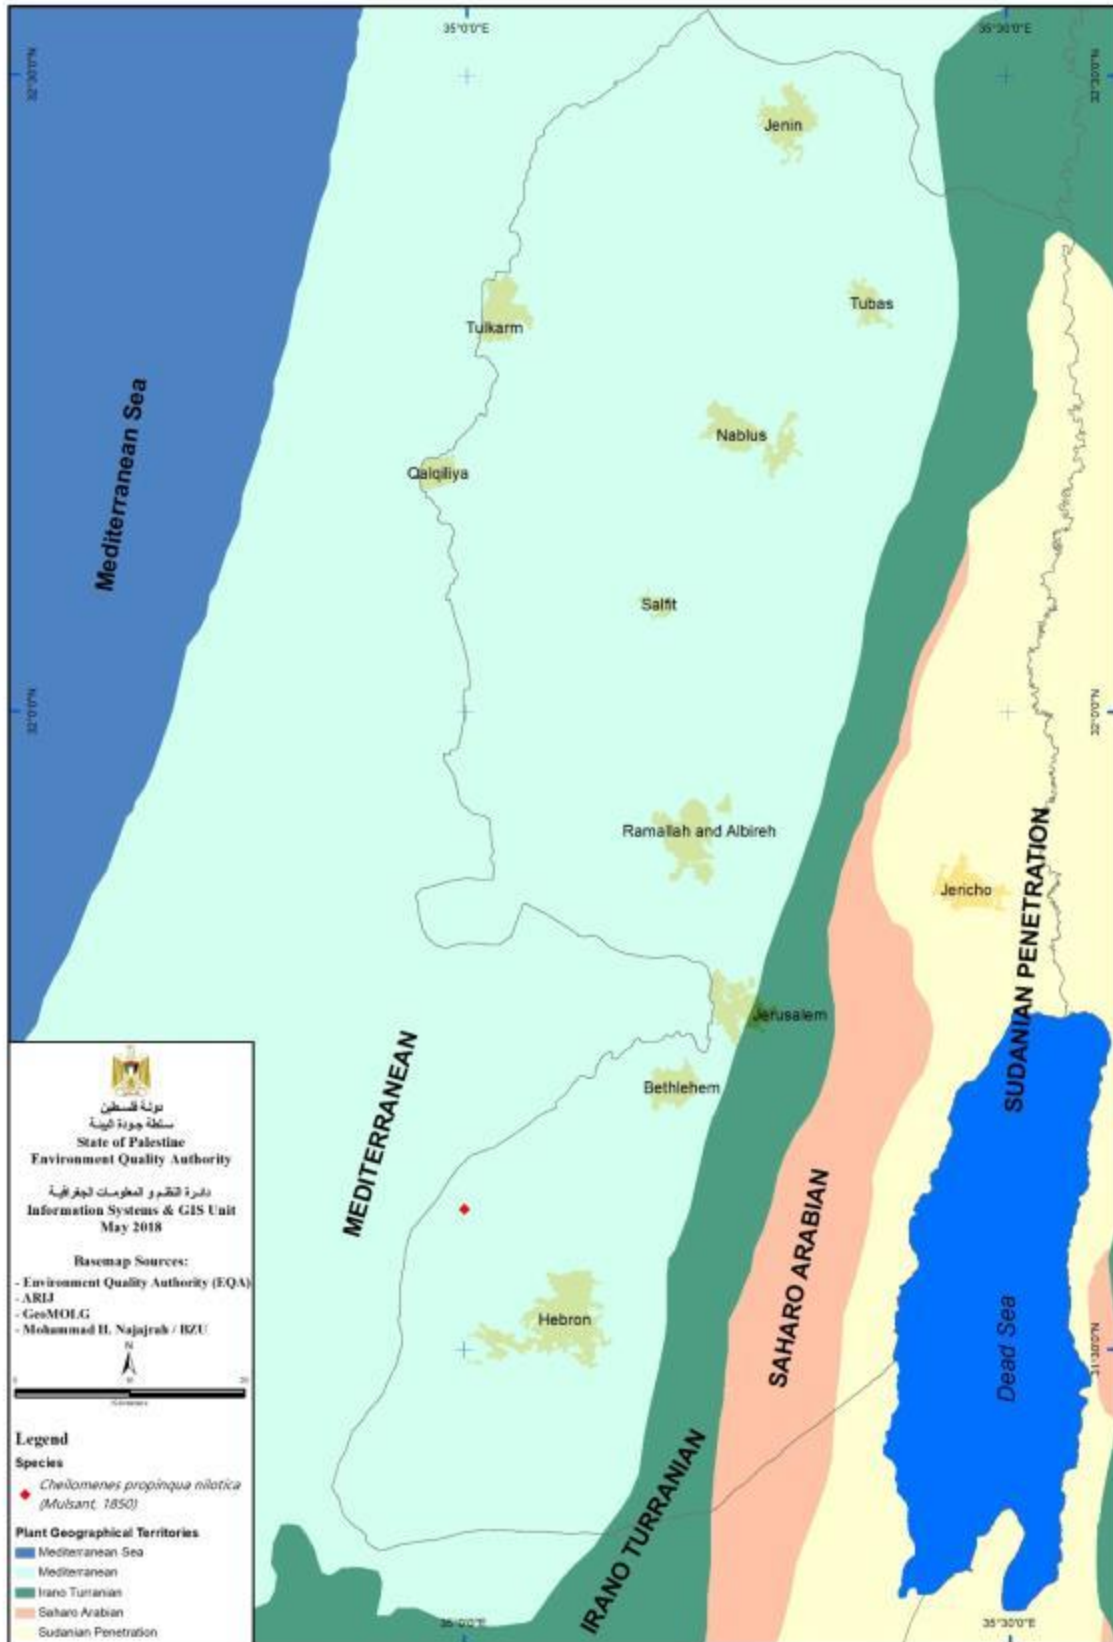 35°0'0"E
35°30'0"E
32°30'0"N
32°30'0"N
Jenin
Tulkarm
Tubas
Mediterranean Sea
Nablus
Qalqiliya
Salfit
32°0'0"N
32°0'0"N
Ramallah and Albireh
Jericho
SUDANIAN PENETRATION
Jerusalem
Bethlehem
MEDITERRANEAN
SAHARO ARABIAN
Hebron
Dead Sea
31°30'0"N
IRANO TURRANIAN
35°0'0"E
35°30'0"E
دولة فلسطين
سلطة جودة البيئة
State of Palestine
Environment Quality Authority
دائرة النظم و المعلومات الجغرافية
Information Systems & GIS Unit
May 2018
Basemap Sources:
- Environment Quality Authority (EQA)
- ARIJ
- GeoMOLG
- Mohammad H. Najajrah / BZU
N
0 10 20
Kilometers
Legend
Species
Cheilomenes propinqua nilotica
(Mulsant, 1850)
Plant Geographical Territories
Mediterranean Sea
Mediterranean
Irano Turranian
Saharo Arabian
Sudanian Penetration